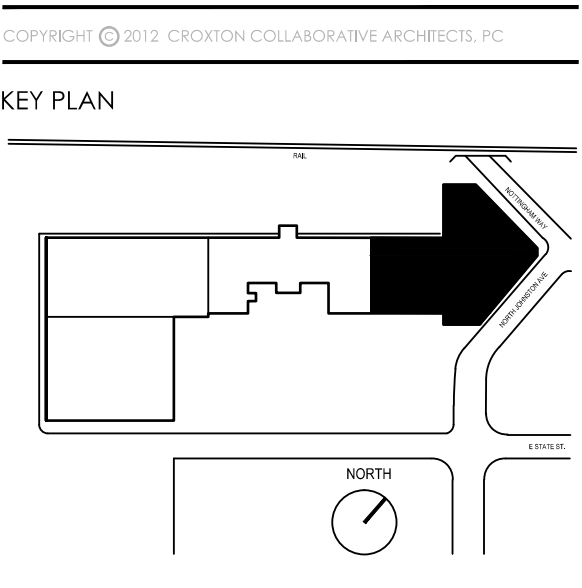 COPYRIGHT © 2012 CROXTON COLLABORATIVE ARCHITECTS, PC
KEY PLAN
RAIL
NOTTINGHAM WAY
NORTH JOHNSTON AVE
E STATE ST.
NORTH